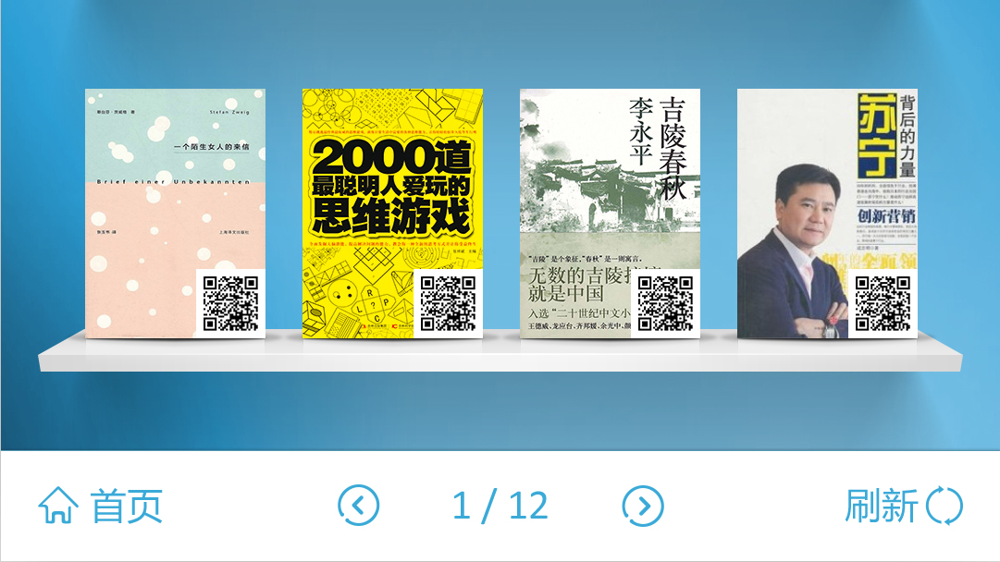 斯台芬·茨威格 著
Stefan Zweig
一个陌生女人的来信
Brief einer Unbekannten
张玉书 译
上海译文出版社
2000道
最聪明人爱玩的
思维游戏
主编
R
L ? P
C
吉陵春秋
李永平
"吉陵"是个象征,"春秋"是一则寓言。
无数的吉陵
就是中国
入选"二十世纪中文小
王德威、龙应台、齐邦媛、余光中、颜
苏宁
背后的力量
创新营销
首页
1 / 12
刷新